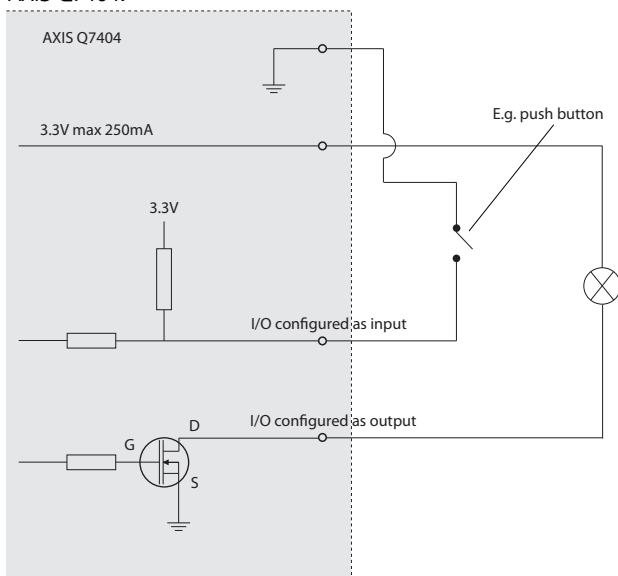 AXIS Q7404
3.3V max 250mA
E.g. push button
3.3V
I/O configured as input
I/O configured as output
D
G
S